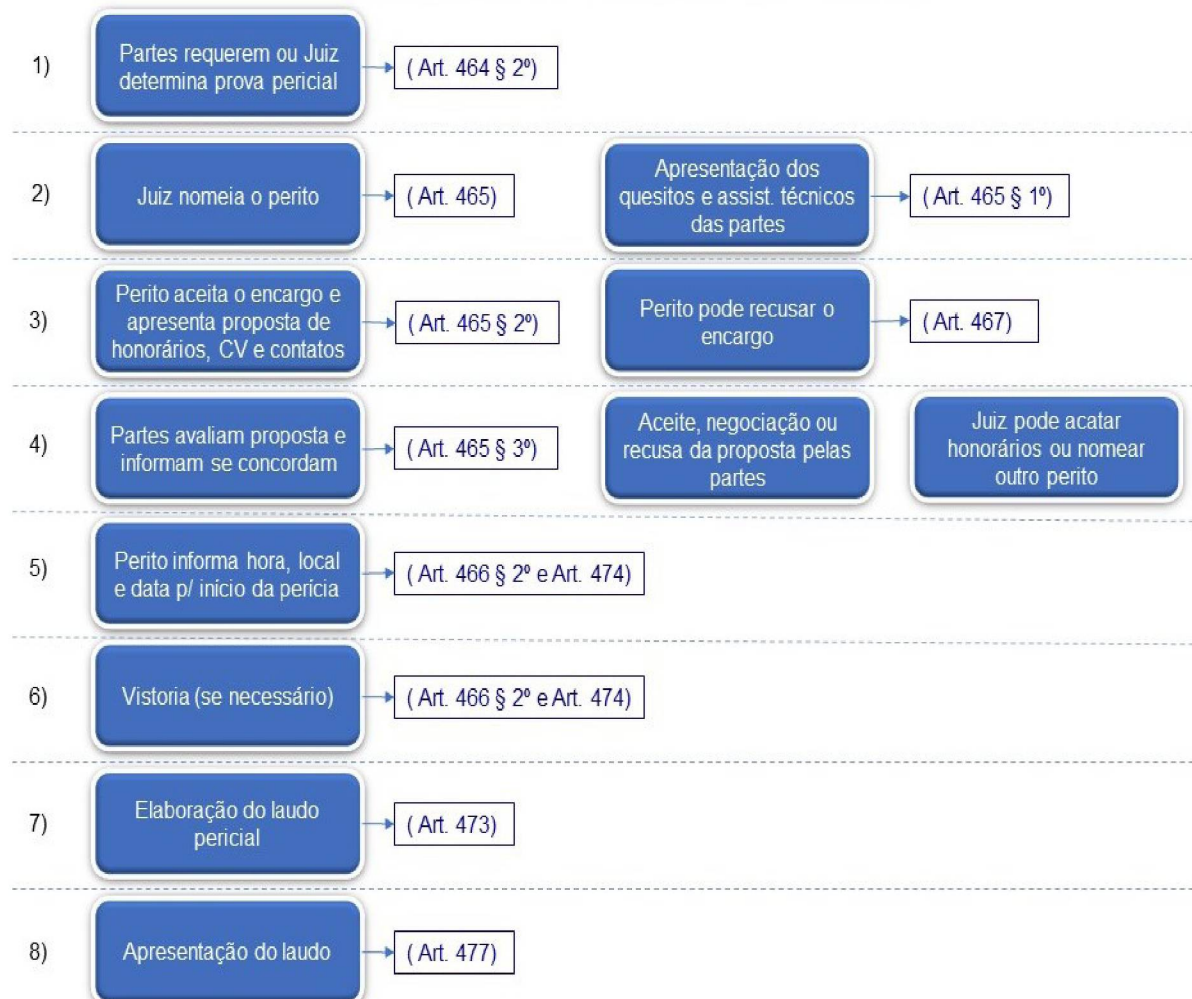 1)
Partes requerem ou Juiz
determina prova pericial
( Art. 464 § 2º)
2)
Juiz nomeia o perito
( Art. 465)
Apresentação dos
quesitos e assist. técnicos
das partes
( Art. 465 § 1º)
3)
Perito aceita o encargo e
apresenta proposta de
honorários, CV e contatos
( Art. 465 § 2º)
Perito pode recusar o
encargo
( Art. 467)
4)
Partes avaliam proposta e
informam se concordam
( Art. 465 § 3º)
Aceite, negociação ou
recusa da proposta pelas
partes
Juiz pode acatar
honorários ou nomear
outro perito
5)
Perito informa hora, local
e data p/ início da perícia
( Art. 466 § 2º e Art. 474)
6)
Vistoria (se necessário)
( Art. 466 § 2º e Art. 474)
7)
Elaboração do laudo
pericial
( Art. 473)
8)
Apresentação do laudo
( Art. 477)